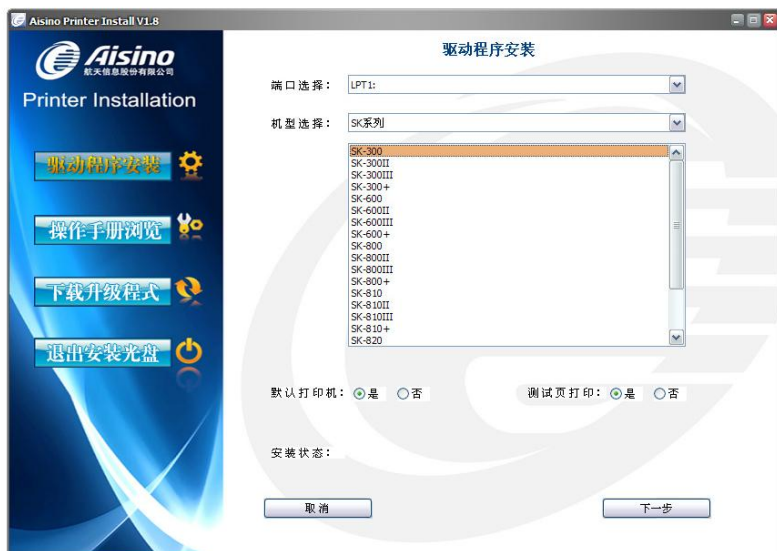 Aisino Printer Install V1.8
Aisino
航天信息股份有限公司
Printer Installation
驱动程序安装
操作手册浏览
下载升级程式
退出安装光盘
驱动程序安装
端口选择： LPT1:
机型选择： SK系列
SK-300
SK-300II
SK-300III
SK-300+
SK-600
SK-600II
SK-600III
SK-600+
SK-800
SK-800II
SK-800III
SK-800+
SK-810
SK-810II
SK-810III
SK-810+
SK-820
默认打印机： 是 否 测试页打印： 是 否
安装状态：
取消 下一步